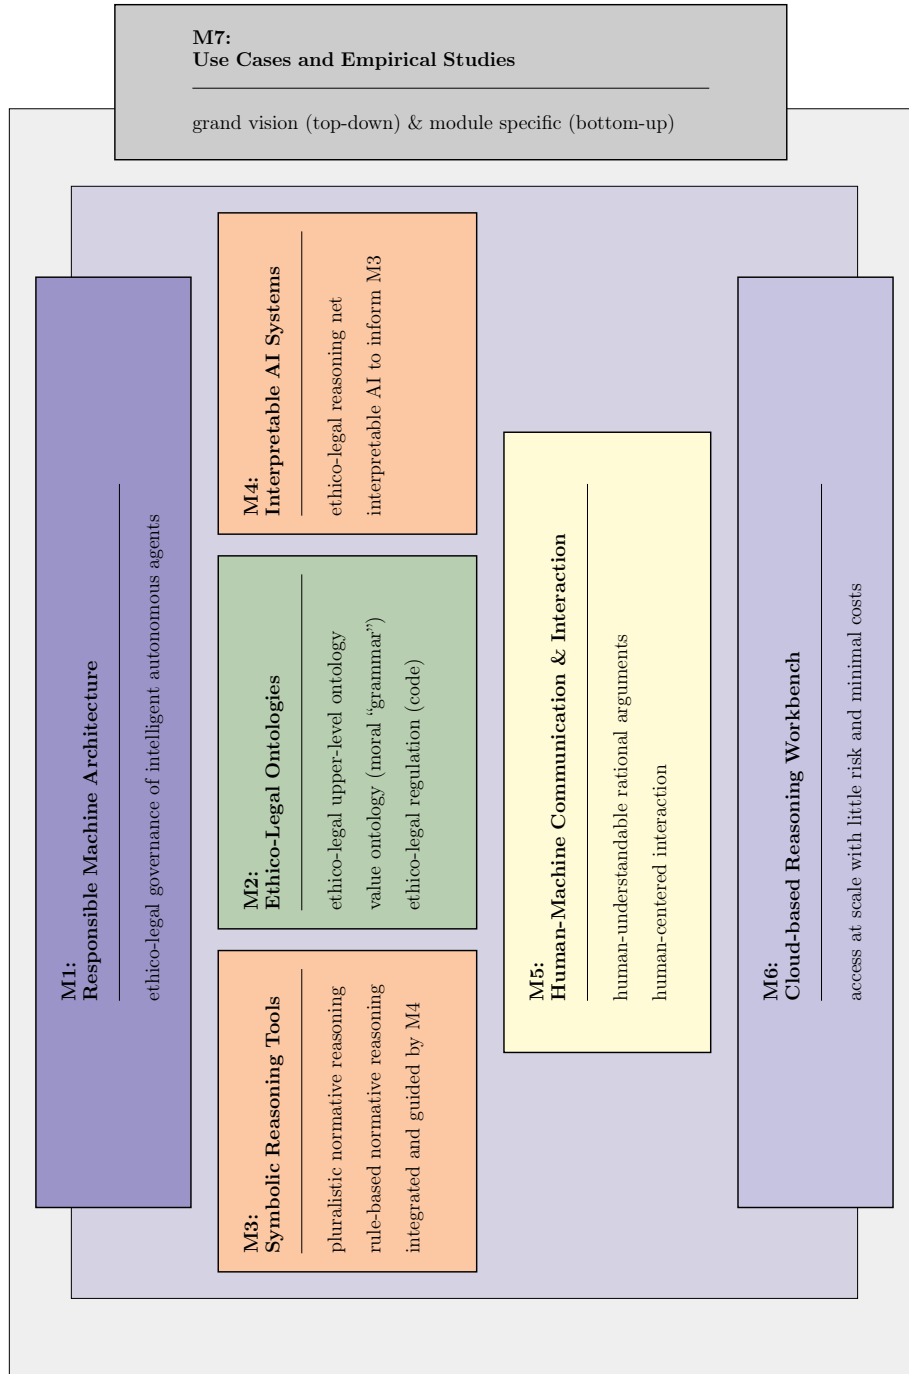 M7:
Use Cases and Empirical Studies
grand vision (top-down) & module specific (bottom-up)
M1:
Responsible Machine Architecture
ethico-legal governance of intelligent autonomous agents
M3:
Symbolic Reasoning Tools
pluralistic normative reasoning
rule-based normative reasoning
integrated and guided by M4
M2:
Ethico-Legal Ontologies
ethico-legal upper-level ontology
value ontology (moral “grammar”)
ethico-legal regulation (code)
M4:
Interpretable AI Systems
ethico-legal reasoning net
interpretable AI to inform M3
M5:
Human-Machine Communication & Interaction
human-understandable rational arguments
human-centered interaction
M6:
Cloud-based Reasoning Workbench
access at scale with little risk and minimal costs